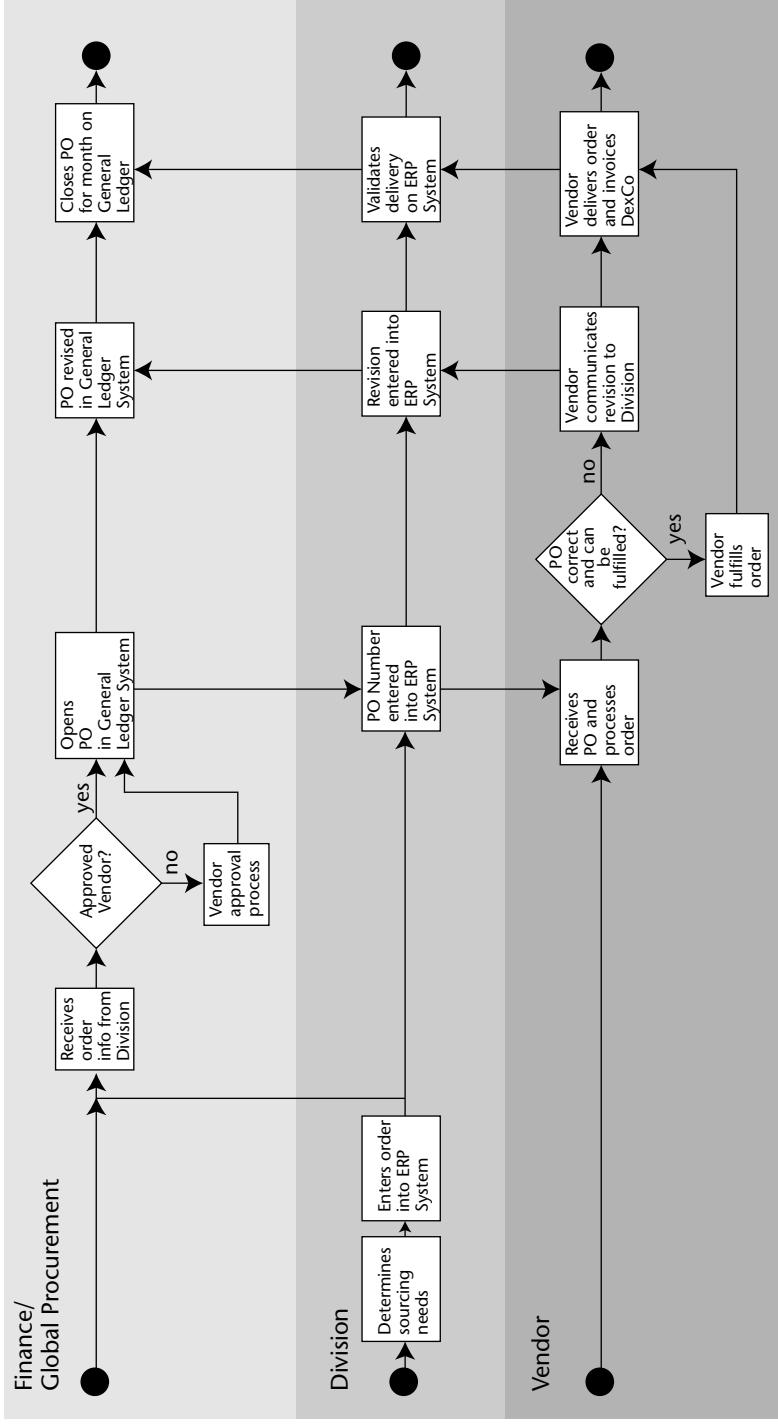 Finance/
Global Procurement
Receives
order
info from
Division
Approved
Vendor?
yes
no
Vendor
approval
process
Opens
PO
in General
Ledger System
PO revised
in General
Ledger
System
Closes PO
for month on
General
Ledger
Division
Determines
sourcing
needs
Enters order
into ERP
System
PO Number
entered
into ERP
System
Revision
entered into
ERP
System
Validates
delivery
on ERP
System
Vendor
Receives
PO and
processes
order
PO
correct
and can
be
fulfilled?
no
yes
Vendor
fulfills
order
Vendor
communicates
revision to
Division
Vendor
delivers order
and invoices
DexCo